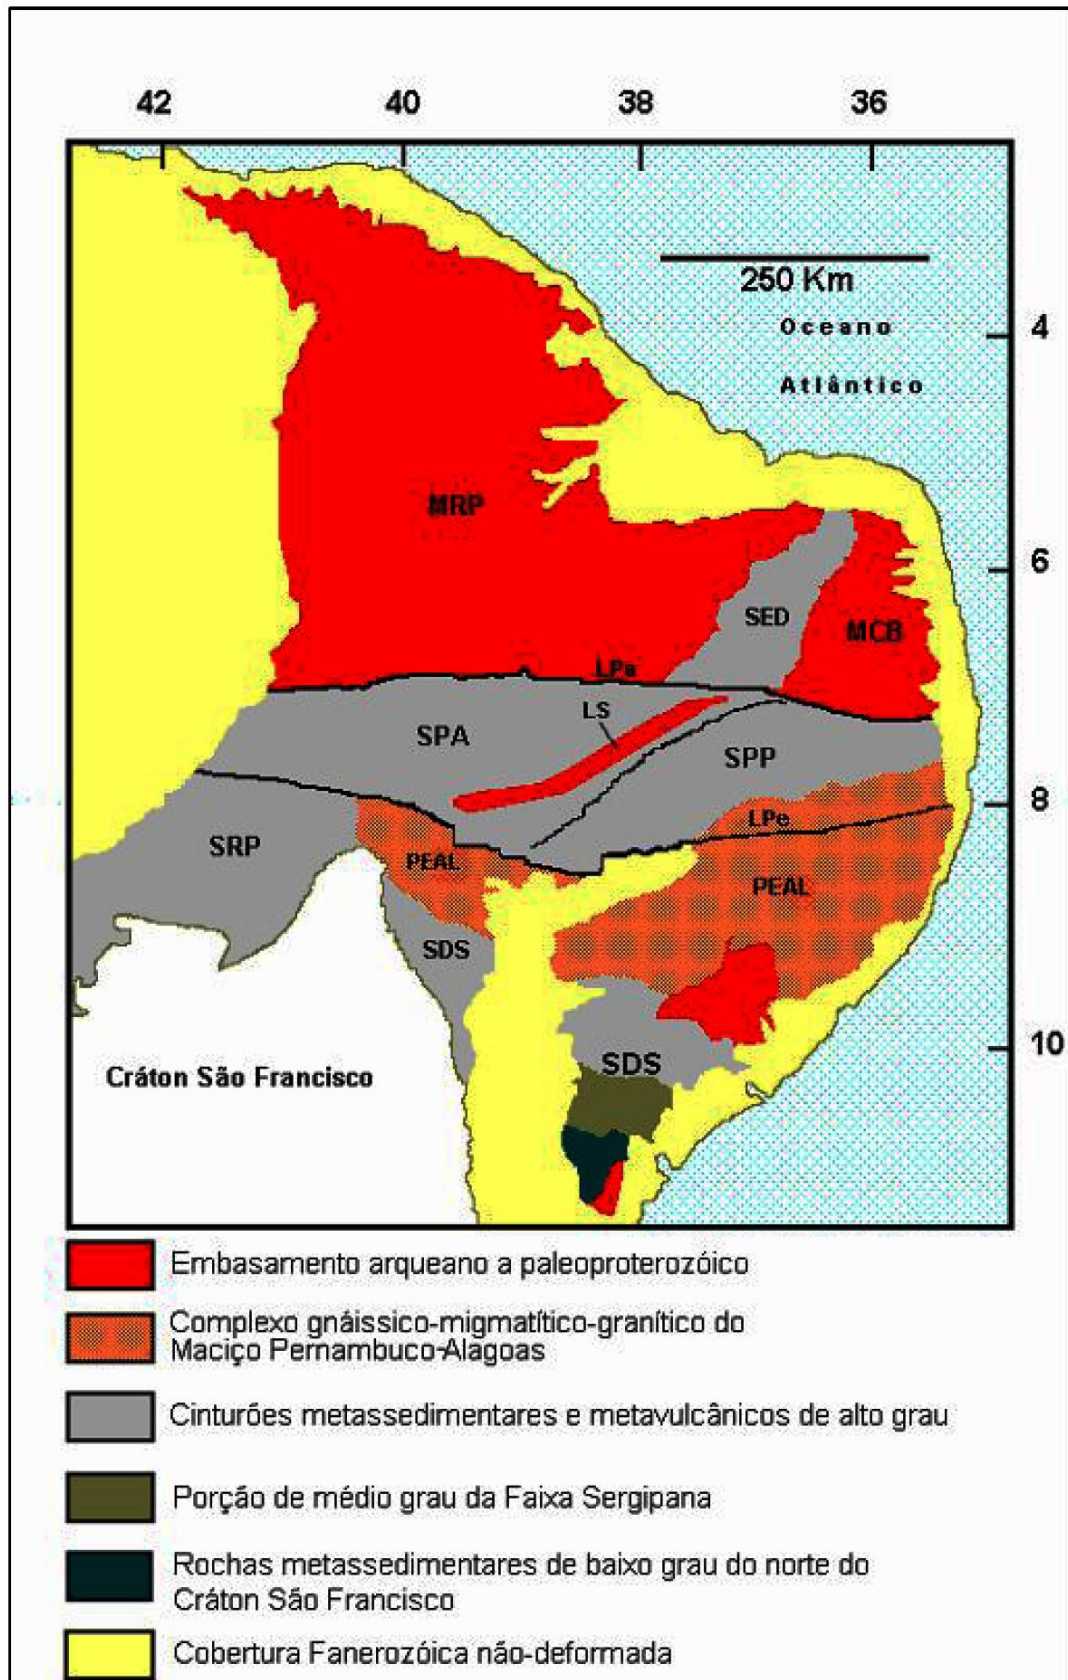 42 40 38 36
250 Km
Oceano
4
Atlântico
MRP
6
SED
MCB
LPa
LS
SPA
SPP
8
LPe
SRP
PEAL
PEAL
SDS
10
SDS
Cráton São Francisco
Embasamento arqueano a paleoproterozóico
Complexo gnáissico-migmatítico-granítico do
Maciço Pernambuco-Alagoas
Cinturões metassedimentares e metavulcânicos de alto grau
Porção de médio grau da Faixa Sergipana
Rochas metassedimentares de baixo grau do norte do
Cráton São Francisco
Cobertura Fanerozóica não-deformada